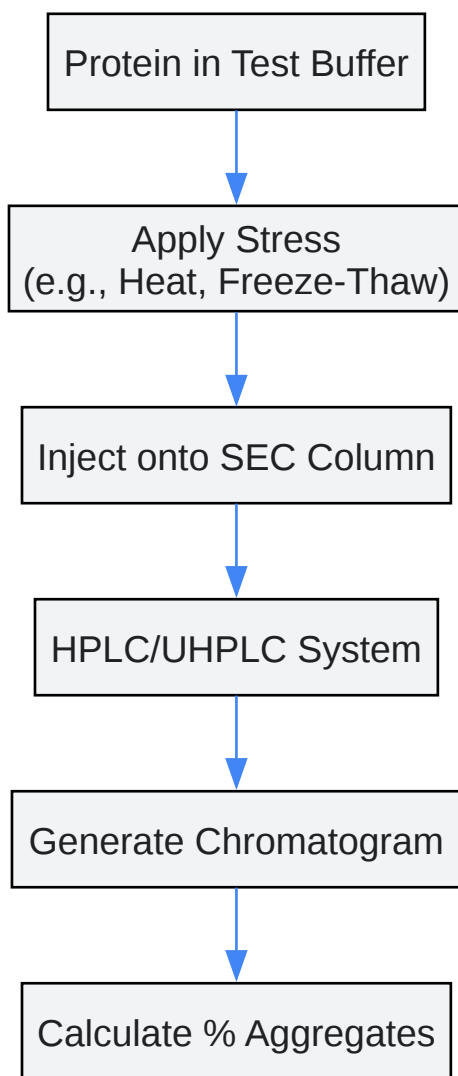 Protein in Test Buffer
Apply Stress
(e.g., Heat, Freeze-Thaw)
Inject onto SEC Column
HPLC/UHPLC System
Generate Chromatogram
Calculate % Aggregates